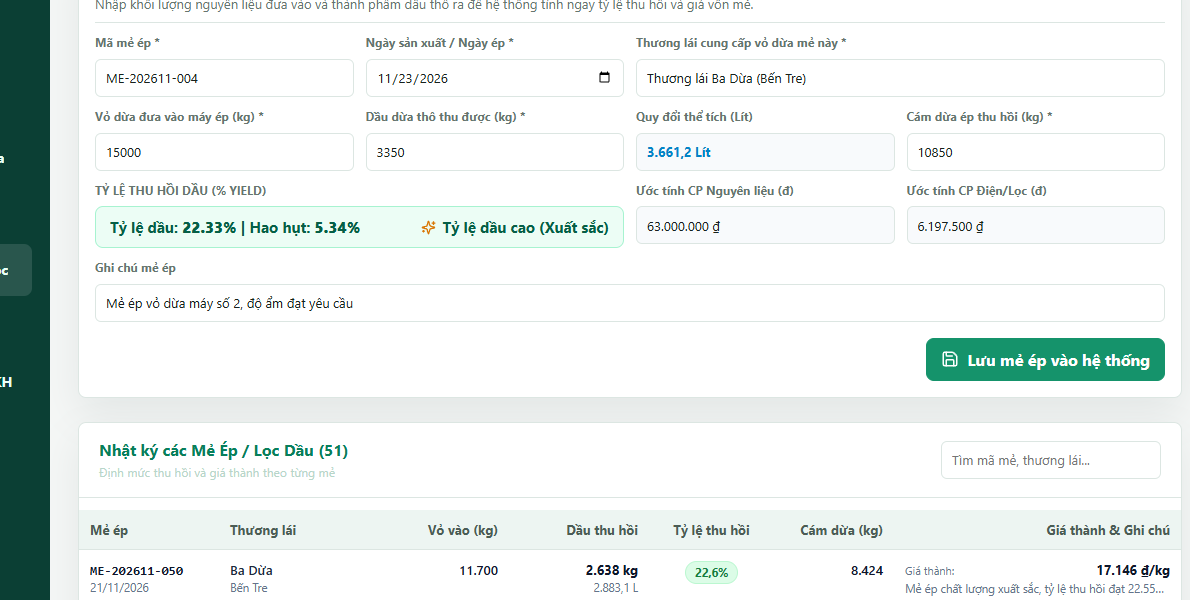 Nhập khối lượng nguyên liệu đưa vào và thành phẩm dầu thô ra để hệ thống tính ngay tỷ lệ thu hồi và giá vốn mẻ.
Mã mẻ ép * Ngày sản xuất / Ngày ép * Thương lái cung cấp vỏ dừa mẻ này *
ME-202611-004 11/23/2026 Thương lái Ba Dừa (Bến Tre)
Vỏ dừa đưa vào máy ép (kg) * Dầu dừa thô thu được (kg) * Quy đổi thể tích (Lít) Cám dừa ép thu hồi (kg) *
15000 3350 3.661,2 Lít 10850
TỶ LỆ THU HỒI DẦU (% YIELD) Ước tính CP Nguyên liệu (đ) Ước tính CP Điện/Lọc (đ)
Tỷ lệ dầu: 22.33% | Hao hụt: 5.34% Tỷ lệ dầu cao (Xuất sắc) 63.000.000 ₫ 6.197.500 ₫
Ghi chú mẻ ép
Mẻ ép vỏ dừa máy số 2, độ ẩm đạt yêu cầu
Lưu mẻ ép vào hệ thống
Nhật ký các Mẻ Ép / Lọc Dầu (51)
Định mức thu hồi và giá thành theo từng mẻ
Tìm mã mẻ, thương lái...
Mẻ ép Thương lái Vỏ vào (kg) Dầu thu hồi Tỷ lệ thu hồi Cám dừa (kg) Giá thành & Ghi chú
ME-202611-050 Ba Dừa 11.700 2.638 kg 22,6% 8.424 Giá thành: 17.146 ₫/kg
21/11/2026 Bến Tre 2.883,1 L Mẻ ép chất lượng xuất sắc, tỷ lệ thu hồi đạt 22.55...